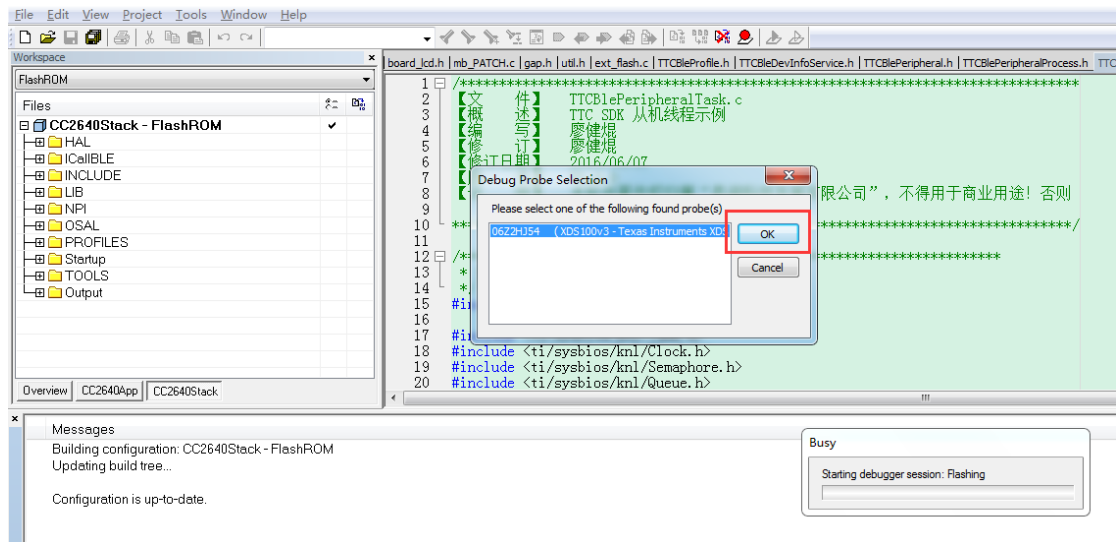 File Edit View Project Tools Window Help
Workspace
board_lcd.h | mb_PATCH.c | gap.h | util.h | ext_flash.c | TTCBleProfile.h | TTCBleDevInfoService.h | TTCBlePeripheral.h | TTCBlePeripheralProcess.h TTC
FlashROM
Files
CC2640Stack - FlashROM
HAL
ICallBLE
INCLUDE
LIB
NPI
OSAL
PROFILES
Startup
TOOLS
Output
Overview CC2640App CC2640Stack
1 /******************************************************************************
2 【文 件】 TTCBlePeripheralTask.c
3 【概 述】 TTC SDK 从机线程示例
4 【编 写】 廖健焜
5 【修 订】 廖健焜
6 【修订日期】 2016/06/07
7
8 限公司”,不得用于商业用途！否则
9
10 ******************************************************************************/
11
12 /*
13 *
14 *
15 #i
16
17 #i
18 #include <ti/sysbios/knl/Clock.h>
19 #include <ti/sysbios/knl/Semaphore.h>
20 #include <ti/sysbios/knl/Queue.h>
Debug Probe Selection
Please select one of the following found probe(s)
06Z2HJ54 (XDS100v3 - Texas Instruments XDS
OK
Cancel
Messages
Building configuration: CC2640Stack - FlashROM
Updating build tree...
Configuration is up-to-date.
Busy
Starting debugger session: Flashing